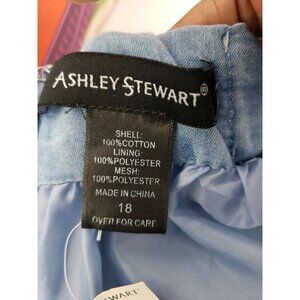 ASHLEY STEWART®
SHELL:
100%COTTON
LINING:
100%POLYESTER
MESH:
100%POLYESTER
MADE IN CHINA
18
OVER FOR CARE